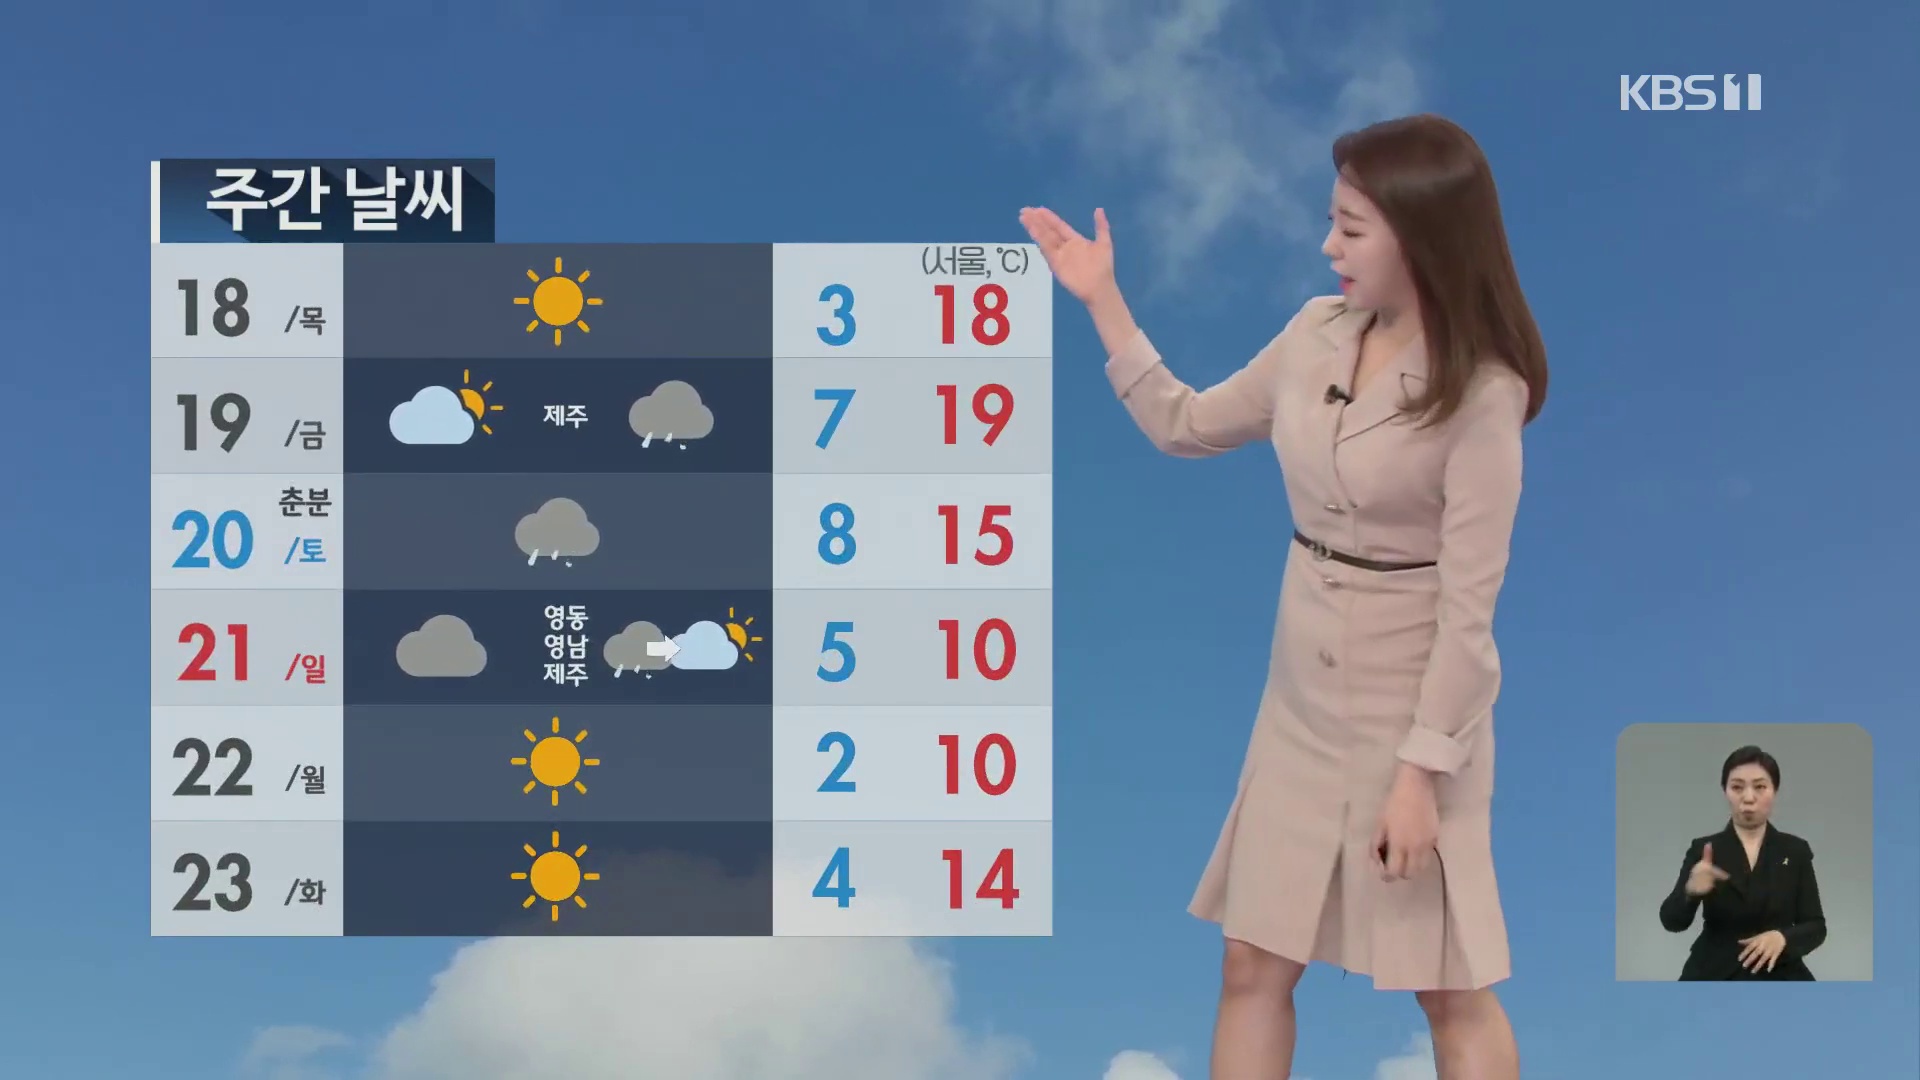 KBS 1
주간 날씨
(서울, ℃)
18 /목 3 18
19 /금 제주 7 19
20 춘분 /토 8 15
21 /일 영동 영남 제주 5 10
22 /월 2 10
23 /화 4 14